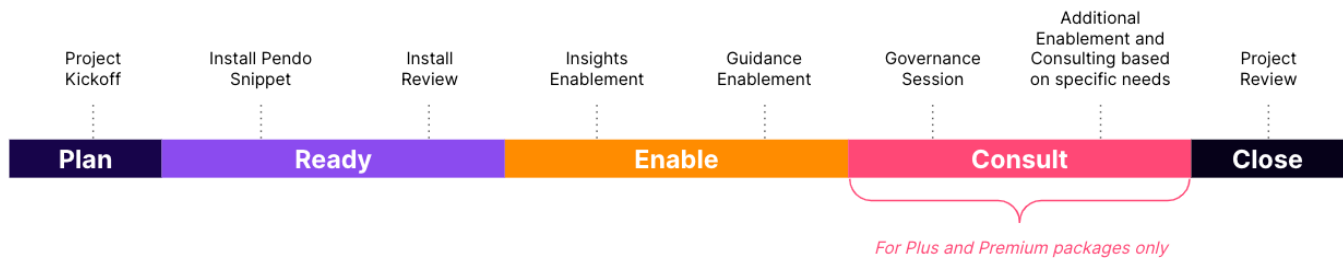 Project
Kickoff
Install Pendo
Snippet
Install
Review
Insights
Enablement
Guidance
Enablement
Governance
Session
Additional
Enablement and
Consulting based
on specific needs
Project
Review
Plan
Ready
Enable
Consult
Close
For Plus and Premium packages only